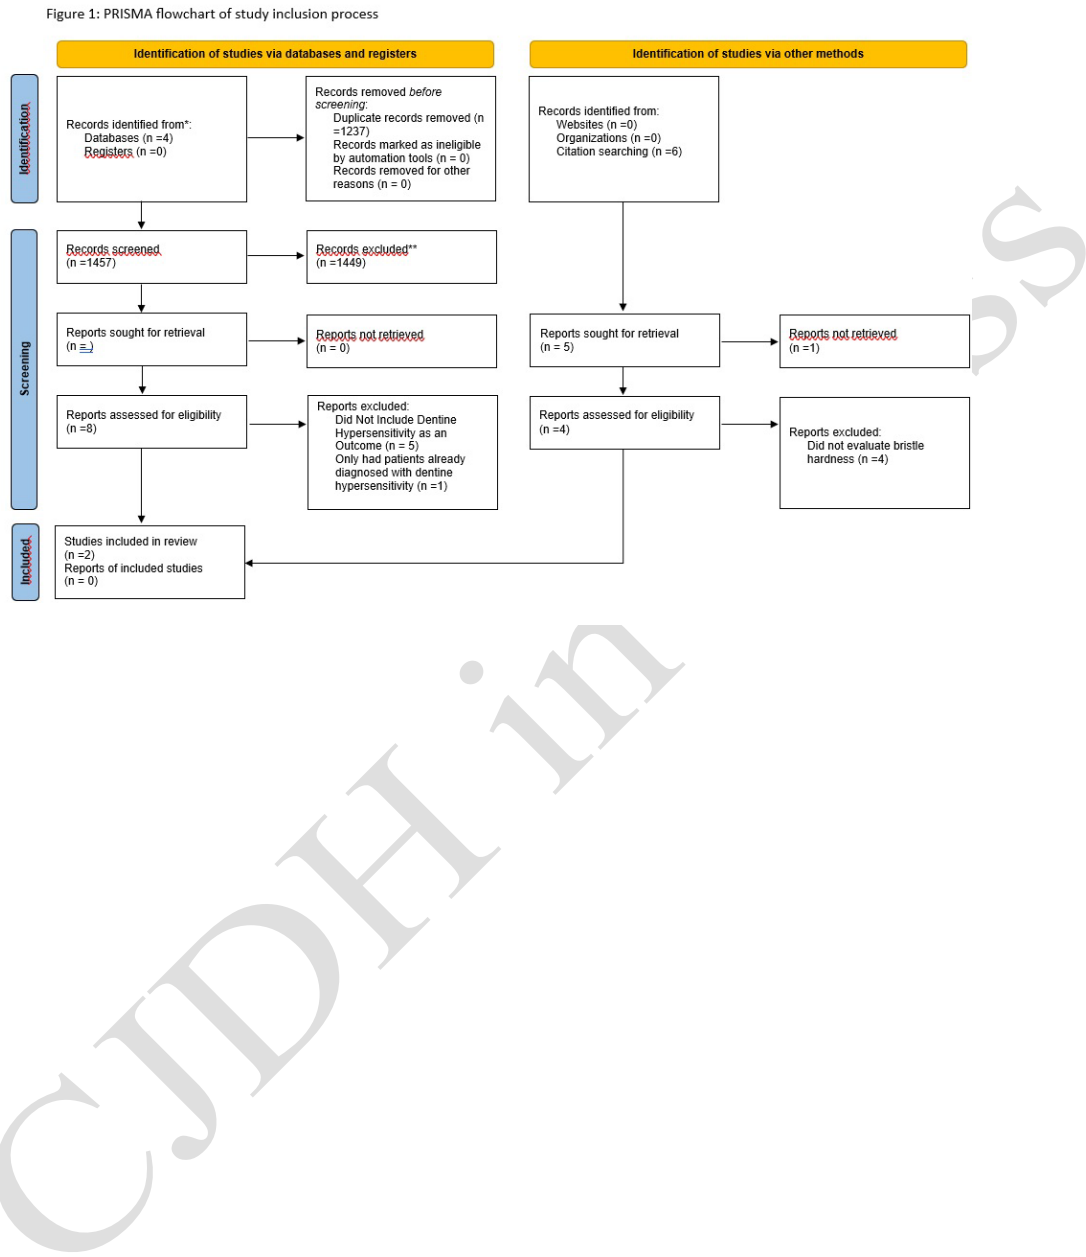 Figure 1: PRISMA flowchart of study inclusion process
Identification of studies via databases and registers
Identification of studies via other methods
Identification
Records identified from*:
Databases (n =4)
Registers (n =0)
Records removed before
screening:
Duplicate records removed (n
=1237)
Records marked as ineligible
by automation tools (n = 0)
Records removed for other
reasons (n = 0)
Records identified from:
Websites (n =0)
Organizations (n =0)
Citation searching (n =6)
Screening
Records screened
(n =1457)
Records excluded**
(n =1449)
Reports sought for retrieval
(n = )
Reports not retrieved
(n = 0)
Reports sought for retrieval
(n = 5)
Reports not retrieved
(n =1)
Reports assessed for eligibility
(n =8)
Reports excluded:
Did Not Include Dentine
Hypersensitivity as an
Outcome (n = 5)
Only had patients already
diagnosed with dentine
hypersensitivity (n =1)
Reports assessed for eligibility
(n =4)
Reports excluded:
Did not evaluate bristle
hardness (n =4)
Included
Studies included in review
(n =2)
Reports of included studies
(n = 0)
CJDH in
ss